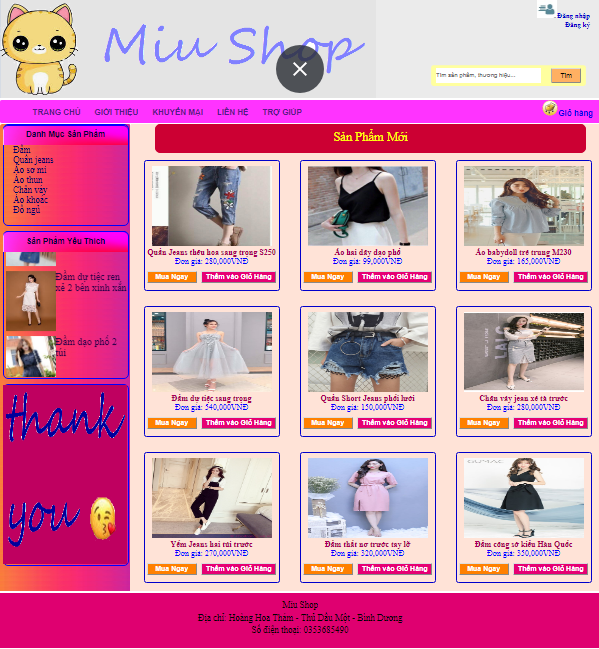 Miu Shop
Đăng nhập
Đăng ký
Tìm sản phẩm, thương hiệu...
Tìm
TRANG CHỦ GIỚI THIỆU KHUYẾN MẠI LIÊN HỆ TRỢ GIÚP
Giỏ hàng
Danh Mục Sản Phẩm
Đầm
Quần jeans
Áo sơ mi
Áo thun
Chân váy
Áo khoác
Đồ ngủ
Sản Phẩm Yêu Thích
Đầm dự tiệc ren
xẻ 2 bên xinh xắn
Đầm dạo phố 2
túi
thank
you
Sản Phẩm Mới
Quần Jeans thêu hoa sang trọng S250
Đơn giá: 280,000VNĐ
Mua Ngay Thêm vào Giỏ Hàng
Áo hai dây dạo phố
Đơn giá: 99,000VNĐ
Mua Ngay Thêm vào Giỏ Hàng
Áo babydoll trẻ trung M230
Đơn giá: 165,000VNĐ
Mua Ngay Thêm vào Giỏ Hàng
Đầm dự tiệc sang trọng
Đơn giá: 540,000VNĐ
Mua Ngay Thêm vào Giỏ Hàng
Quần Short Jeans phối lưới
Đơn giá: 150,000VNĐ
Mua Ngay Thêm vào Giỏ Hàng
Chân váy jean xẻ tà trước
Đơn giá: 280,000VNĐ
Mua Ngay Thêm vào Giỏ Hàng
Yếm Jeans hai túi trước
Đơn giá: 270,000VNĐ
Mua Ngay Thêm vào Giỏ Hàng
Đầm thắt nơ trước tay lỡ
Đơn giá: 320,000VNĐ
Mua Ngay Thêm vào Giỏ Hàng
Đầm công sở kiểu Hàn Quốc
Đơn giá: 350,000VNĐ
Mua Ngay Thêm vào Giỏ Hàng
Miu Shop
Địa chỉ: Hoàng Hoa Thám - Thủ Dầu Một - Bình Dương
Số điện thoại: 0353685490